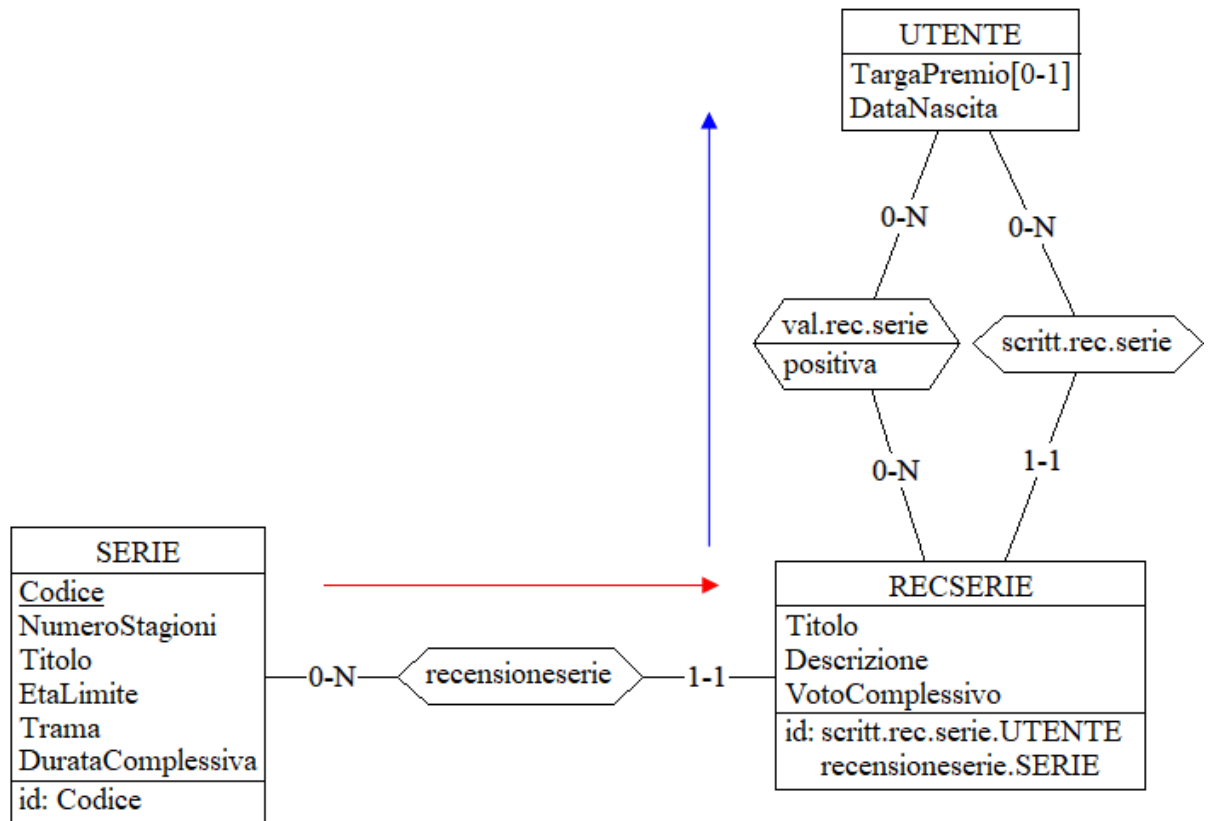 UTENTE
TargaPremio[0-1]
DataNascita
0-N
0-N
val.rec.serie
positiva
scritt.rec.serie
0-N
1-1
SERIE
Codice
NumeroStagioni
Titolo
EtaLimite
Trama
DurataComplessiva
id: Codice
0-N
recensioneserie
1-1
RECSERIE
Titolo
Descrizione
VotoComplessivo
id: scritt.rec.serie.UTENTE
recensioneserie.SERIE